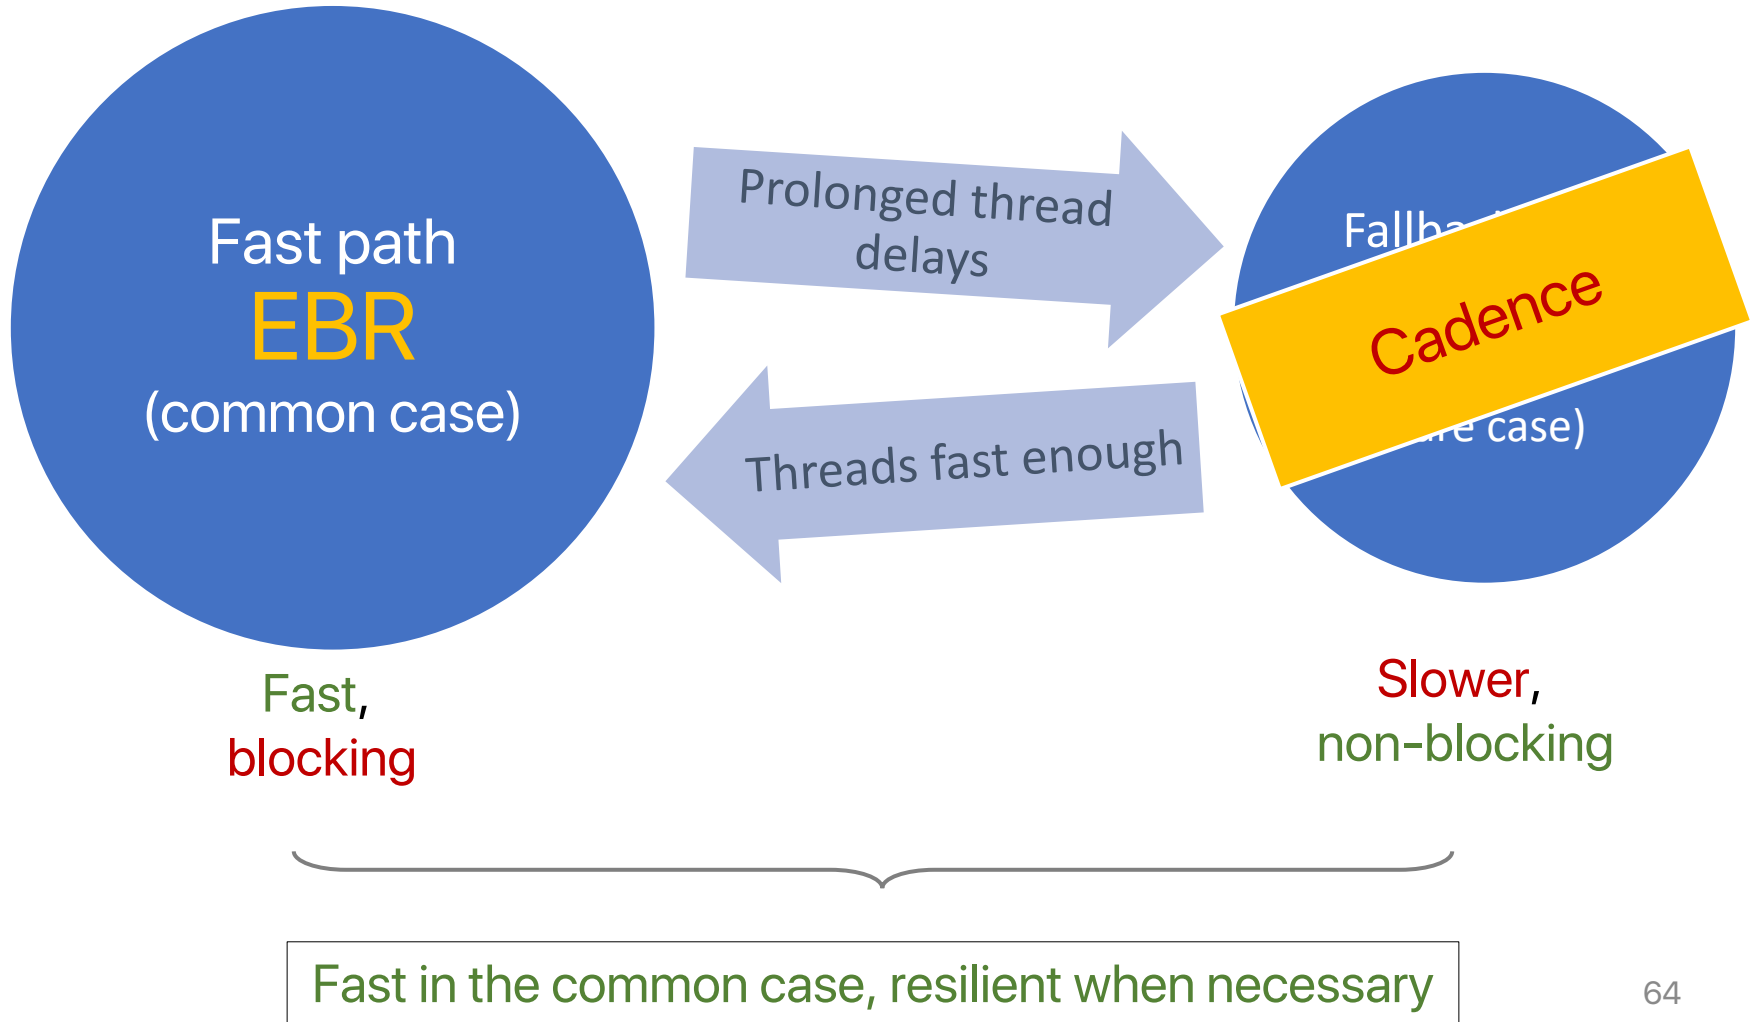 Fast path
EBR
(common case)
Prolonged thread
delays
Threads fast enough
Cadence
case)
Fast,
blocking
Slower,
non-blocking
Fast in the common case, resilient when necessary
64